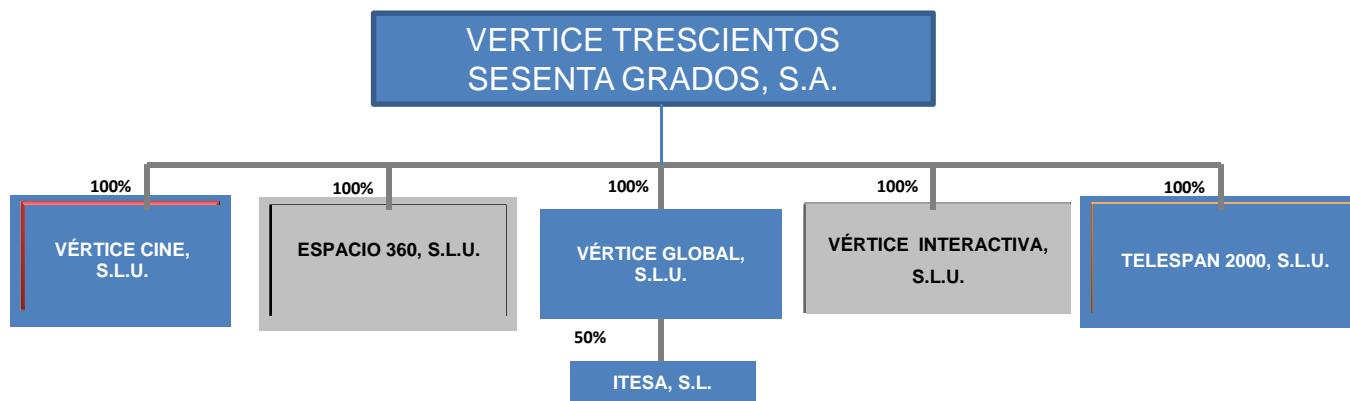 VERTICE TRESCIENTOS
SESENTA GRADOS, S.A.
100%
100%
100%
100%
100%
VÉRTICE CINE,
S.L.U.
ESPACIO 360, S.L.U.
VÉRTICE GLOBAL,
S.L.U.
VÉRTICE INTERACTIVA,
S.L.U.
TELESPAN 2000, S.L.U.
50%
ITESA, S.L.